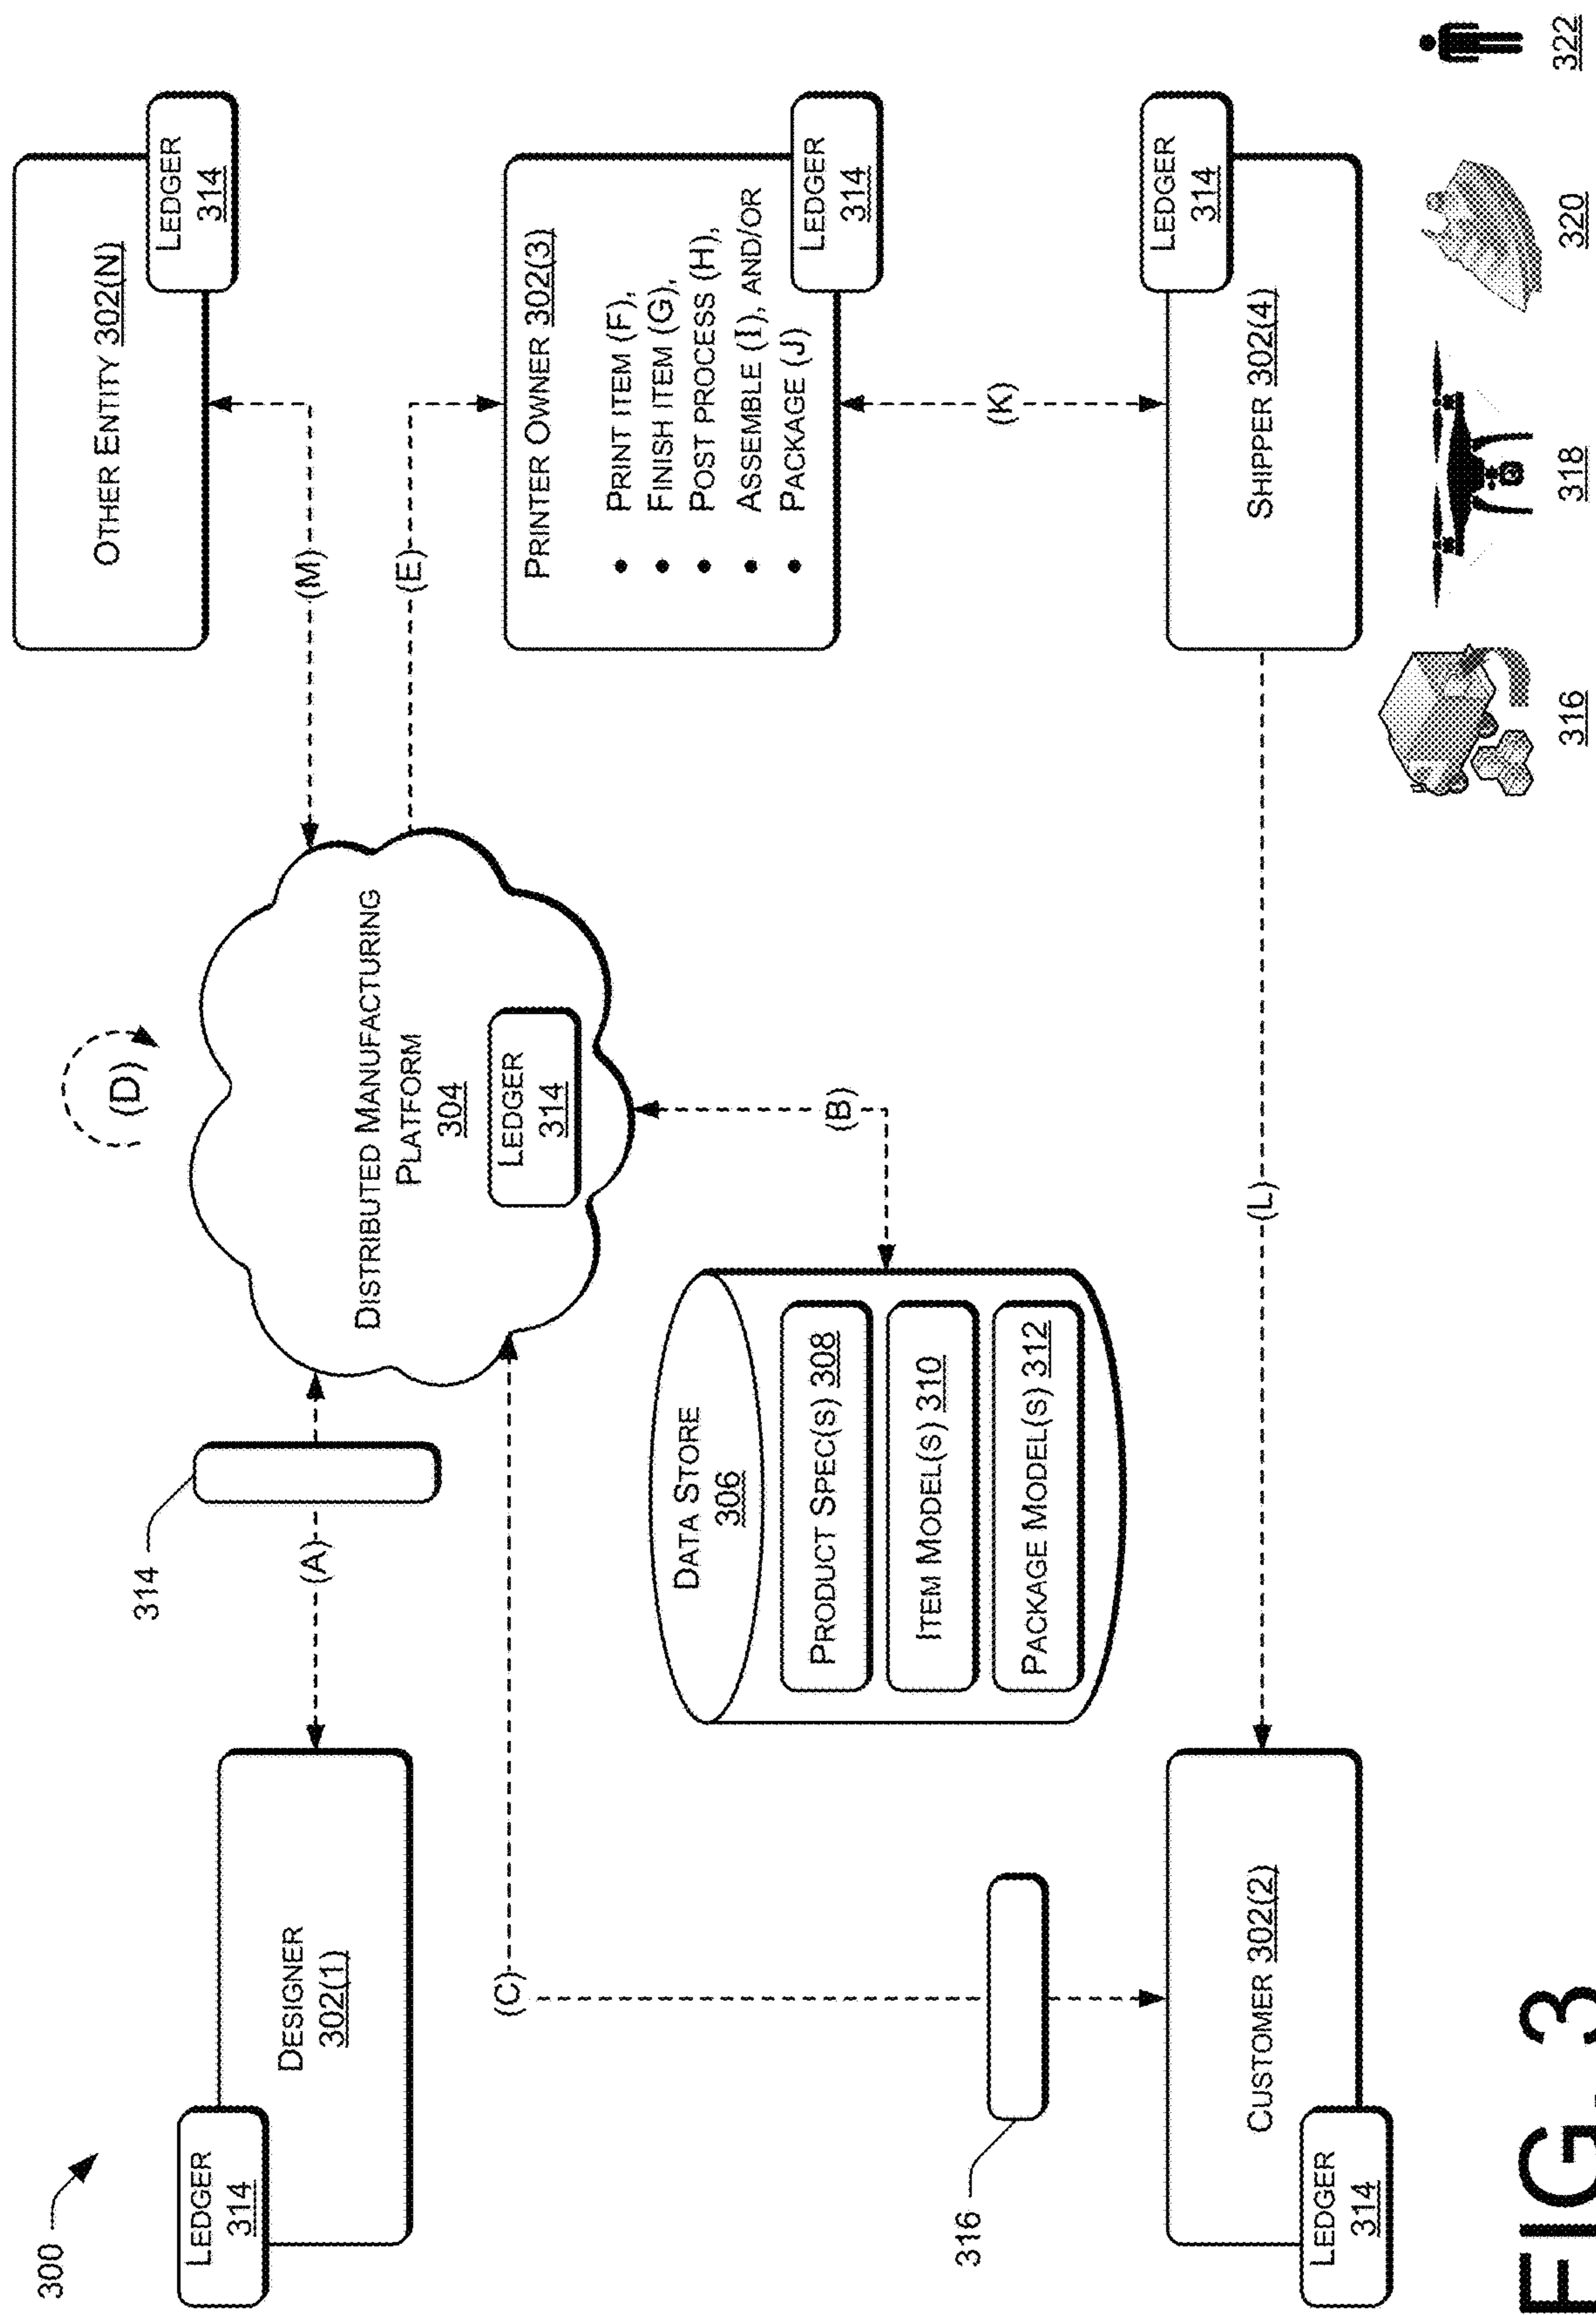 300
LEDGER
314
DESIGNER
302(1)
314
(A)
(D)
DISTRIBUTED MANUFACTURING
PLATFORM
304
LEDGER
314
(M)
OTHER ENTITY 302(N)
LEDGER
314
(E)
(C)
(B)
DATA STORE
306
PRODUCT SPEC(S) 308
ITEM MODEL(S) 310
PACKAGE MODEL(S) 312
PRINTER OWNER 302(3)
• PRINT ITEM (F),
• FINISH ITEM (G),
• POST PROCESS (H),
• ASSEMBLE (I), AND/OR
• PACKAGE (J)
LEDGER
314
(K)
316
CUSTOMER 302(2)
LEDGER
314
(L)
SHIPPER 302(4)
LEDGER
314
316
318
320
322
FIG. 3